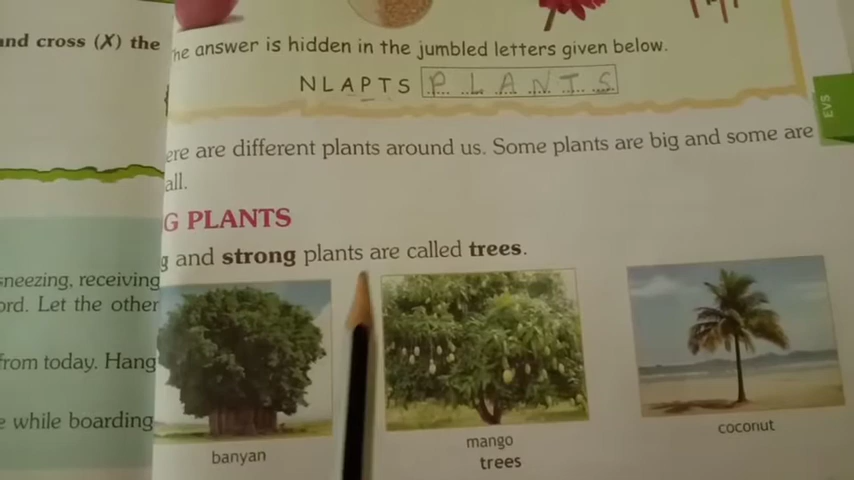 and cross (X) the
he answer is hidden in the jumbled letters given below.
NLAPTS PLANTS
EVS
ere are different plants around us. Some plants are big and some are
all.
G PLANTS
g and strong plants are called trees.
sneezing, receiving
ord. Let the other
from today. Hang
e while boarding
banyan
mango
coconut
trees